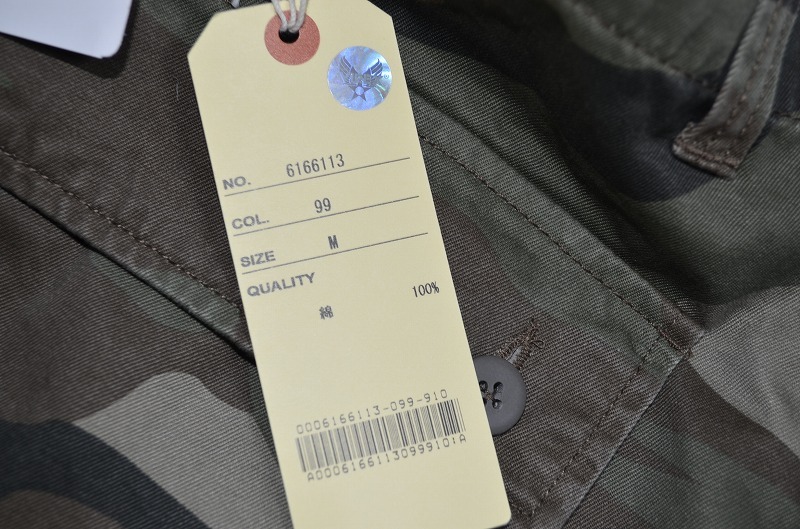 NO. 6166113
COL. 99
SIZE M
QUALITY
綿 100%
0006166113-099-910
A0006166113099910:A